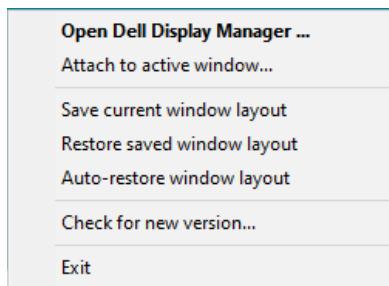 Open Dell Display Manager ...
Attach to active window...
Save current window layout
Restore saved window layout
Auto-restore window layout
Check for new version...
Exit